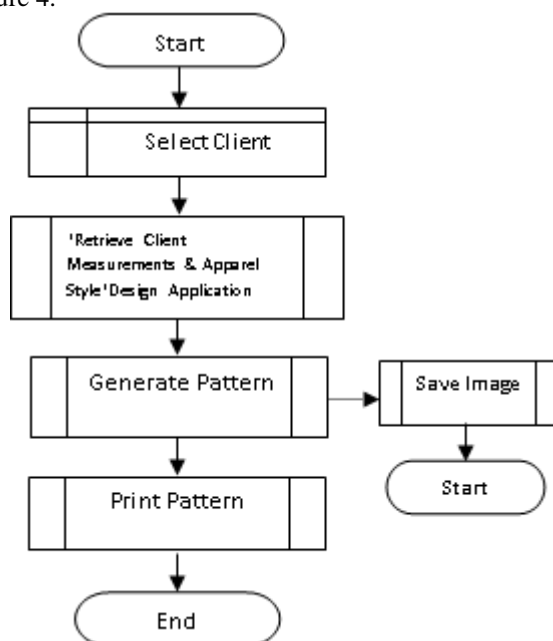 ure 4.
Start
Select Client
'Retrieve Client
Measurements & Apparel
Style'Design Application
Generate Pattern
Save Image
Start
Print Pattern
End